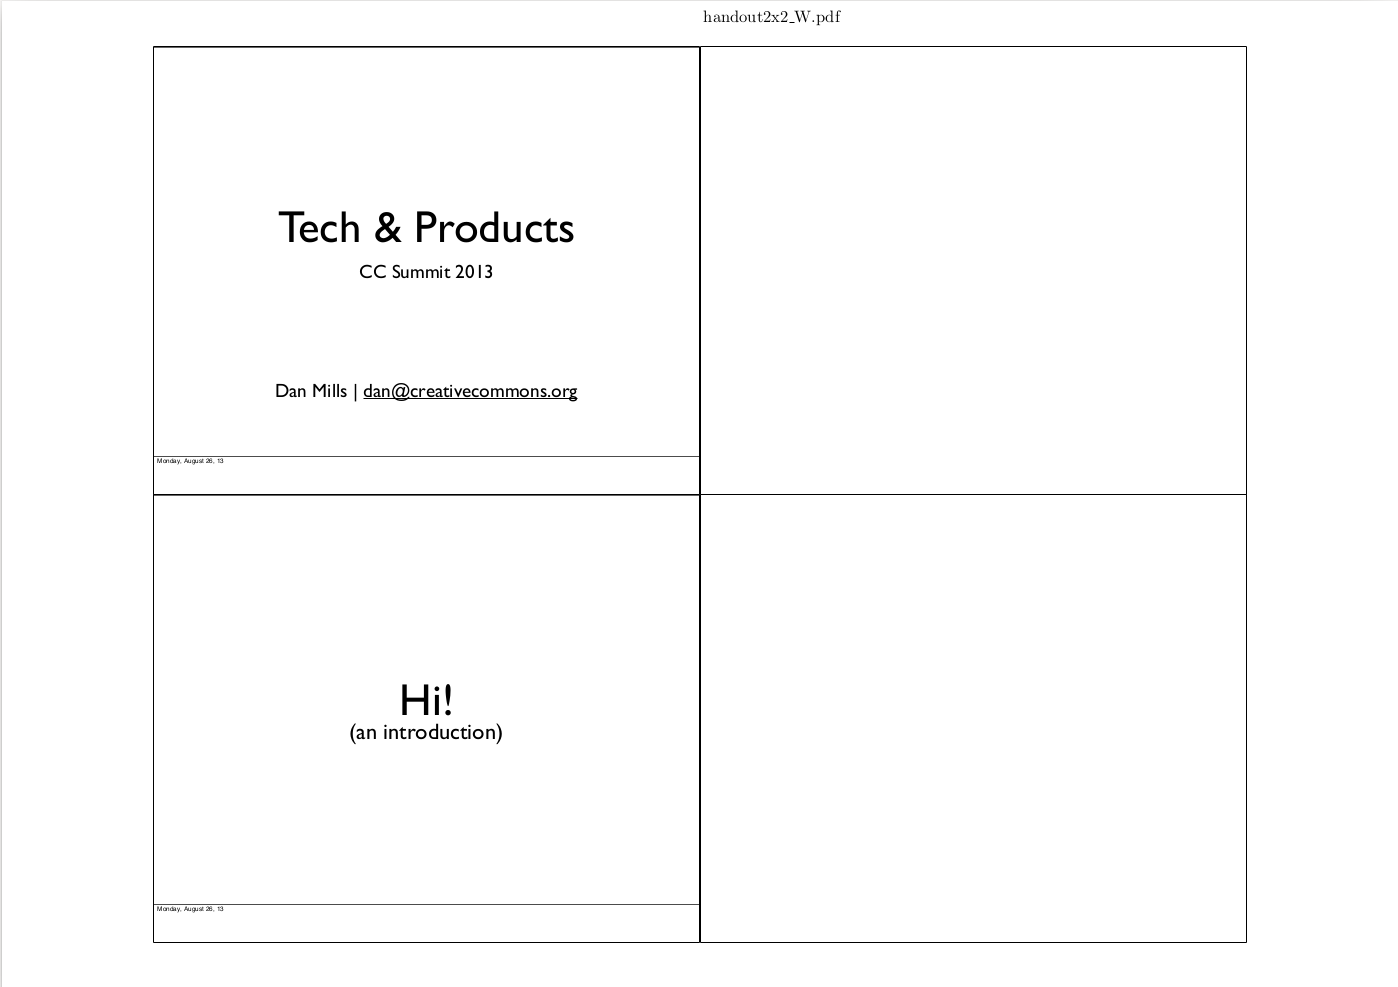 handout2x2_W.pdf
Tech & Products
CC Summit 2013
Dan Mills | dan@creativecommons.org
Monday, August 26, 13
Hi!
(an introduction)
Monday, August 26, 13